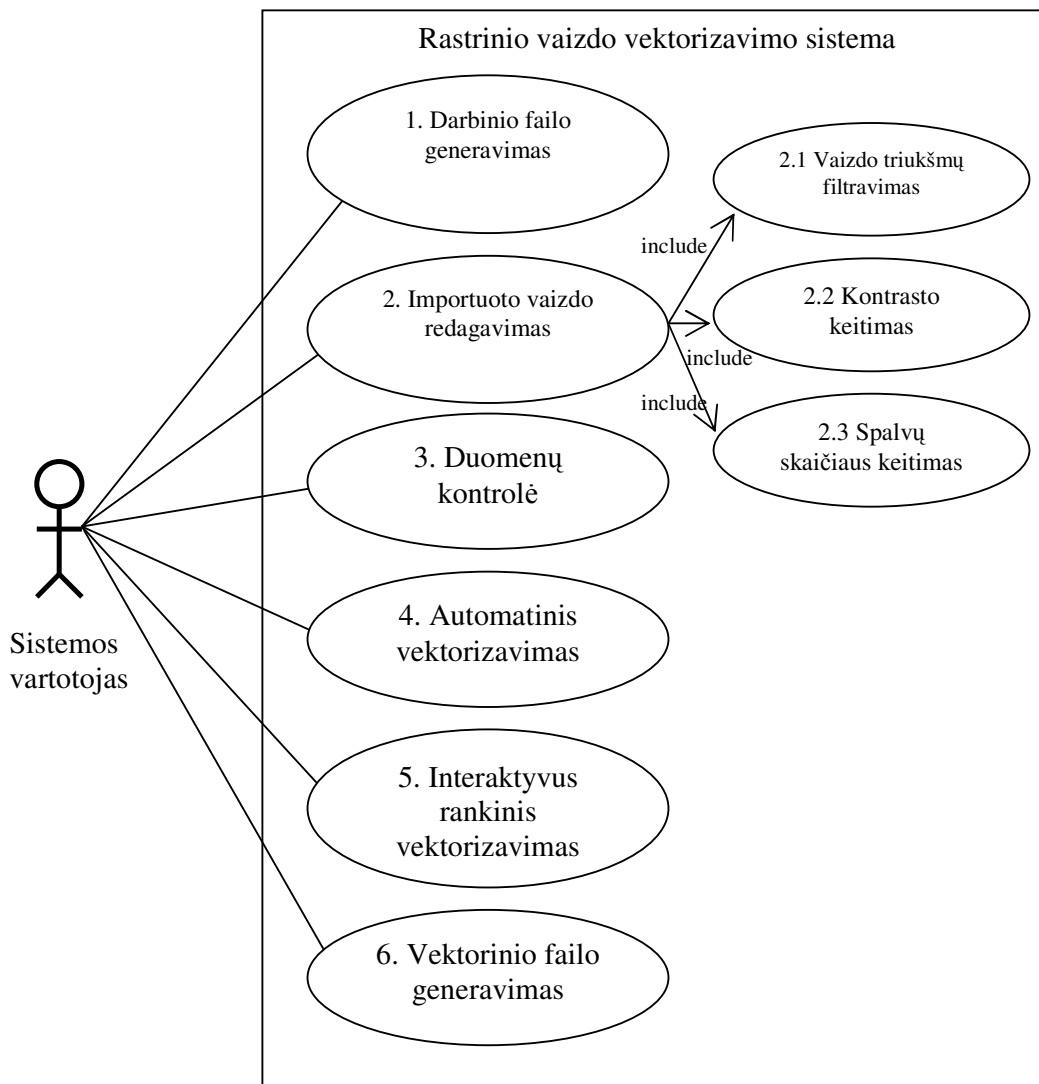 Rastrinio vaizdo vektorizavimo sistema
1. Darbinio failo
generavimas
2.1 Vaizdo triukšmų
filtravimas
include
2. Importuoto vaizdo
redagavimas
2.2 Kontrasto
keitimas
include
include
2.3 Spalvų
skaičiaus keitimas
3. Duomenų
kontrolė
4. Automatinis
vektorizavimas
Sistemos
vartotojas
5. Interaktyvus
rankinis
vektorizavimas
6. Vektorinio failo
generavimas